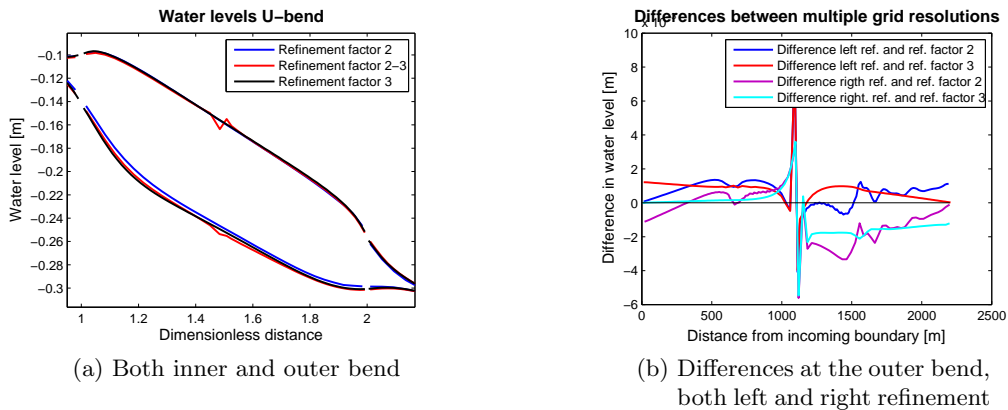 Water levels U−bend
Refinement factor 2
Refinement factor 2−3
Refinement factor 3
−0.1
−0.12
−0.14
−0.16
−0.18
−0.2
−0.22
−0.24
−0.26
−0.28
−0.3
Water level [m]
1 1.2 1.4 1.6 1.8 2
Dimensionless distance
(a) Both inner and outer bend
Differences between multiple grid resolutions
Difference left ref. and ref. factor 2
Difference left ref. and ref. factor 3
Difference rigth ref. and ref. factor 2
Difference right. ref. and ref. factor 3
10
8
6
4
2
0
−2
−4
−6
Difference in water level [m]
0 500 1000 1500 2000 2500
Distance from incoming boundary [m]
(b) Differences at the outer bend,
both left and right refinement